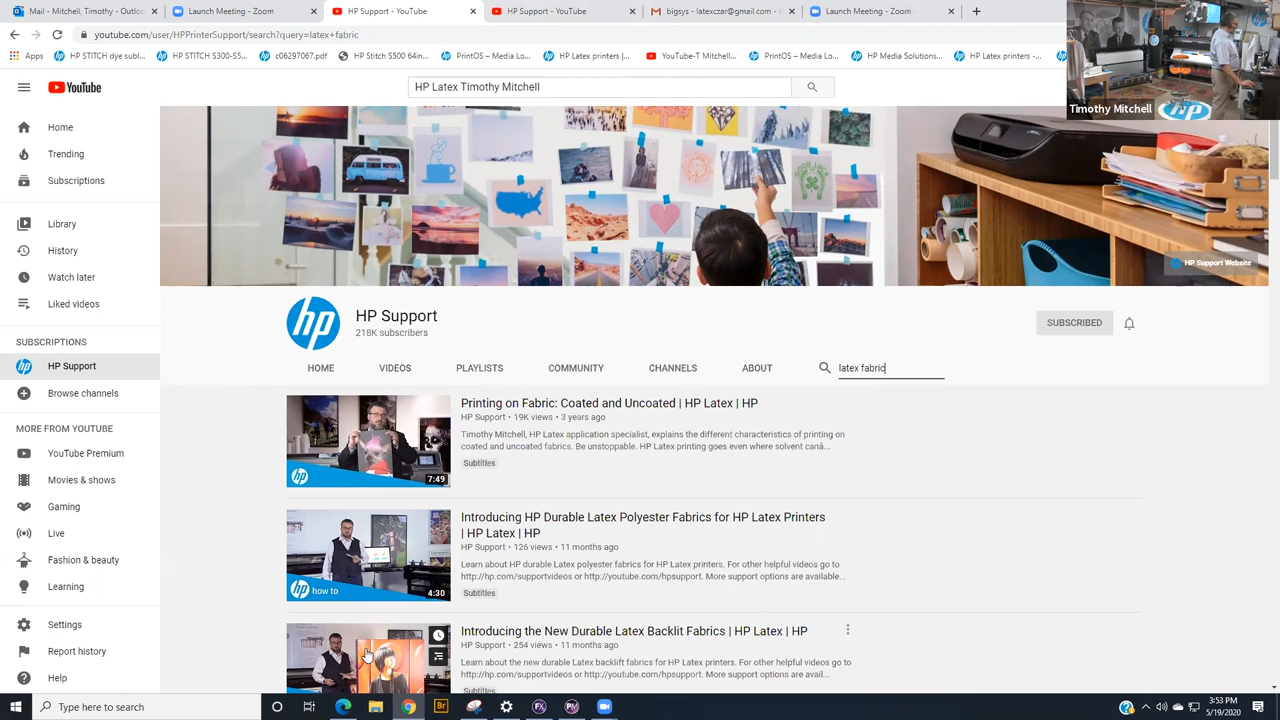 Mail - Mitchell, Timothy - Outloo
Launch Meeting - Zoom
HP Support - YouTube
HP Support - YouTube
bigsys - latexczar@gmail.com -
Launch Meeting - Zoom
youtube.com/user/HPPrinterSupport/search?query=latex+fabric
Apps
HP STITCH dye subl...
HP STITCH S300-S5...
c06297067.pdf
HP Stitch S500 64in...
PrintOS – Media Lo...
HP Latex printers |...
YouTube-T Mitchell...
PrintOS – Media Lo...
HP Media Solutions...
HP Latex printers -...
Timothy Mitchell
hp
YouTube
HP Latex Timothy Mitchell
Home
Trending
Subscriptions
Library
History
Watch later
Liked videos
SUBSCRIPTIONS
HP Support
Browse channels
MORE FROM YOUTUBE
YouTube Premium
Movies & shows
Gaming
Live
Fashion & beauty
Learning
Settings
Report history
Help
HP Support Website
hp
HP Support
218K subscribers
SUBSCRIBED
HOME
VIDEOS
PLAYLISTS
COMMUNITY
CHANNELS
ABOUT
latex fabric
Printing on Fabric: Coated and Uncoated | HP Latex | HP
HP Support • 19K views • 3 years ago
Timothy Mitchell, HP Latex application specialist, explains the different characteristics of printing on
coated and uncoated fabrics. Be unstoppable. HP Latex printing goes even where solvent canâ...
Subtitles
7:49
Introducing HP Durable Latex Polyester Fabrics for HP Latex Printers
| HP Latex | HP
HP Support • 126 views • 11 months ago
Learn about HP durable latex polyester fabrics for HP Latex printers. For other helpful videos go to
http://hp.com/supportvideos or http://youtube.com/hpsupport. More support options are available...
Subtitles
hp how to
4:30
Introducing the New Durable Latex Backlit Fabrics | HP Latex | HP
HP Support • 254 views • 11 months ago
Learn about the new durable Latex backlift fabrics for HP Latex printers. For other helpful videos go to
http://hp.com/supportvideos or http://youtube.com/hpsupport. More support options are avail...
Subtitles
Type here to search
Br
3:53 PM
5/19/2020